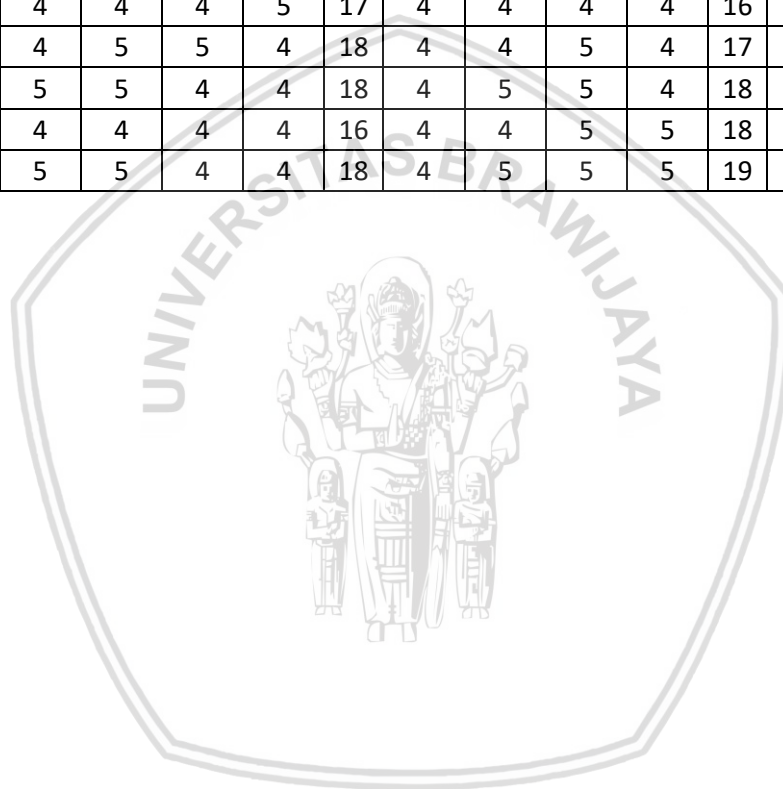 4 4 4 5 17 4 4 4 4 16
4 5 5 4 18 4 4 5 4 17
5 5 4 4 18 4 5 5 4 18
4 4 4 4 16 4 4 5 5 18
5 5 4 4 18 4 5 5 5 19
UNIVERSITAS BRAWIJAYA